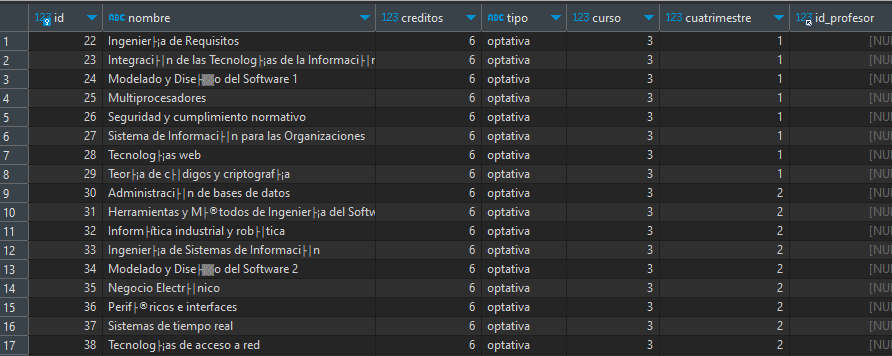 123 id ABC nombre 123 creditos ABC tipo 123 curso 123 cuatrimestre 123 id_profesor
1 22 Ingenier├¡a de Requisitos 6 optativa 3 1 [NU
2 23 Integraci├│n de las Tecnolog├¡as de la Informaci├│n 6 optativa 3 1 [NU
3 24 Modelado y Dise├▒o del Software 1 6 optativa 3 1 [NU
4 25 Multiprocesadores 6 optativa 3 1 [NU
5 26 Seguridad y cumplimiento normativo 6 optativa 3 1 [NU
6 27 Sistema de Informaci├│n para las Organizaciones 6 optativa 3 1 [NU
7 28 Tecnolog├¡as web 6 optativa 3 1 [NU
8 29 Teor├¡a de c├│digos y criptograf├¡a 6 optativa 3 1 [NU
9 30 Administraci├│n de bases de datos 6 optativa 3 2 [NU
10 31 Herramientas y M├®todos de Ingenier├¡a del Softw 6 optativa 3 2 [NU
11 32 Inform├ítica industrial y rob├│tica 6 optativa 3 2 [NU
12 33 Ingenier├¡a de Sistemas de Informaci├│n 6 optativa 3 2 [NU
13 34 Modelado y Dise├▒o del Software 2 6 optativa 3 2 [NU
14 35 Negocio Electr├│nico 6 optativa 3 2 [NU
15 36 Perif├®ricos e interfaces 6 optativa 3 2 [NU
16 37 Sistemas de tiempo real 6 optativa 3 2 [NU
17 38 Tecnolog├¡as de acceso a red 6 optativa 3 2 [NU